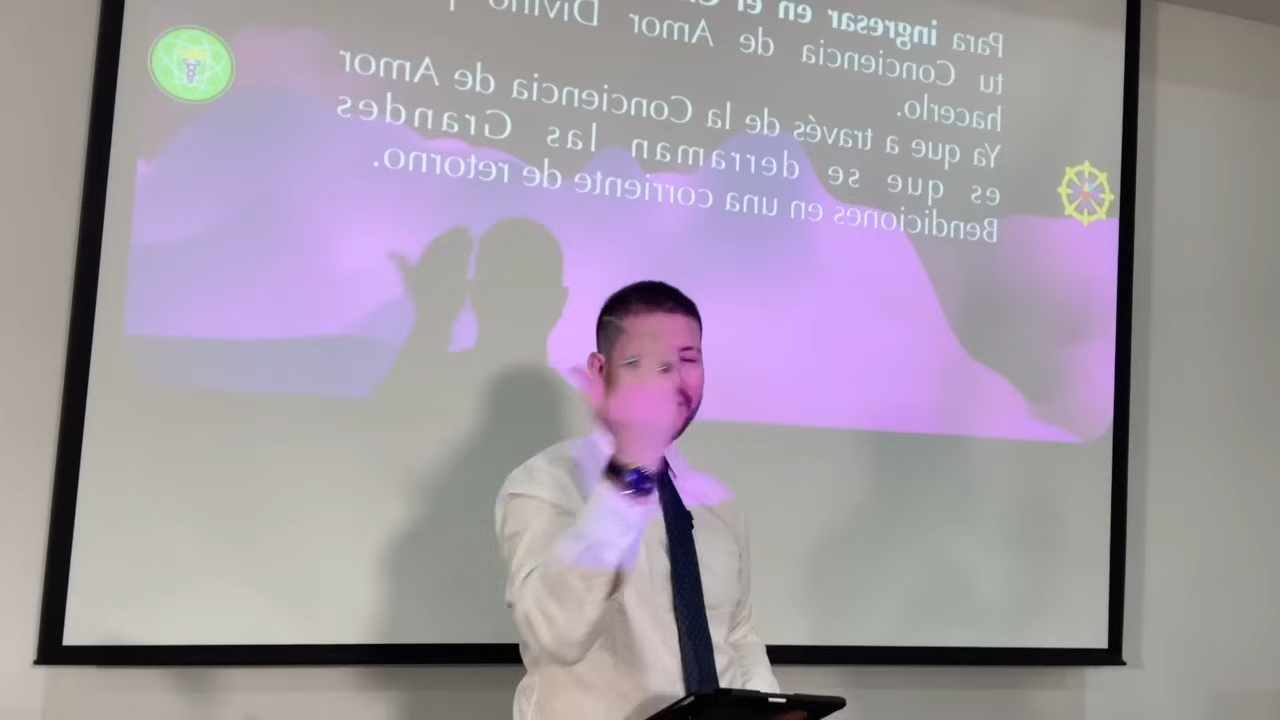 Para ingresar en el
tu Conciencia de Amor Divino
hacerlo.
Ya que a través de la Conciencia de Amor
es que se derraman las Grandes
Bendiciones en una corriente de retorno.